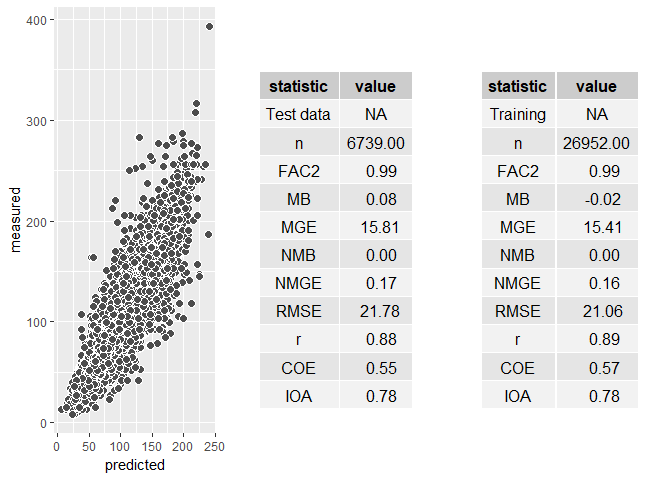 400
300
200
100
0
measured
0 50 100 150 200 250
predicted
statistic value
Test data NA
n 6739.00
FAC2 0.99
MB 0.08
MGE 15.81
NMB 0.00
NMGE 0.17
RMSE 21.78
r 0.88
COE 0.55
IOA 0.78
statistic value
Training NA
n 26952.00
FAC2 0.99
MB -0.02
MGE 15.41
NMB 0.00
NMGE 0.16
RMSE 21.06
r 0.89
COE 0.57
IOA 0.78